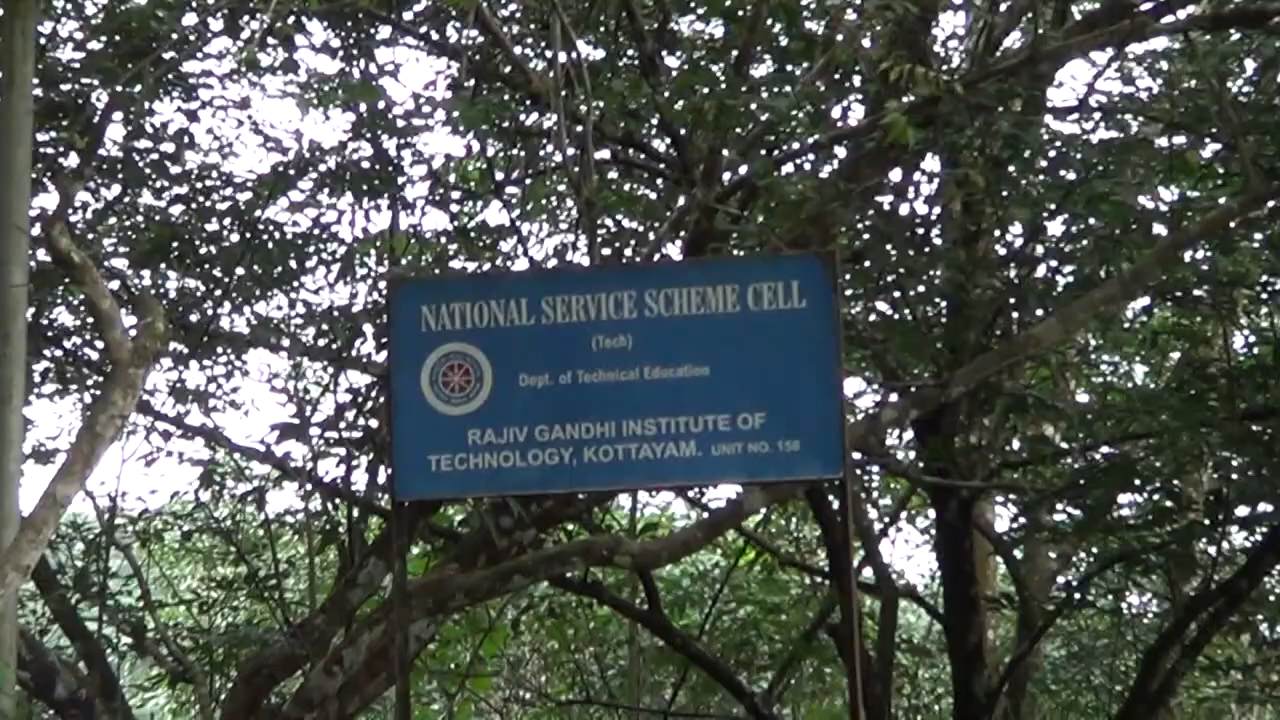 NATIONAL SERVICE SCHEME CELL
(Tech)
Dept. of Technical Education
RAJIV GANDHI INSTITUTE OF
TECHNOLOGY, KOTTAYAM. UNIT NO. 158